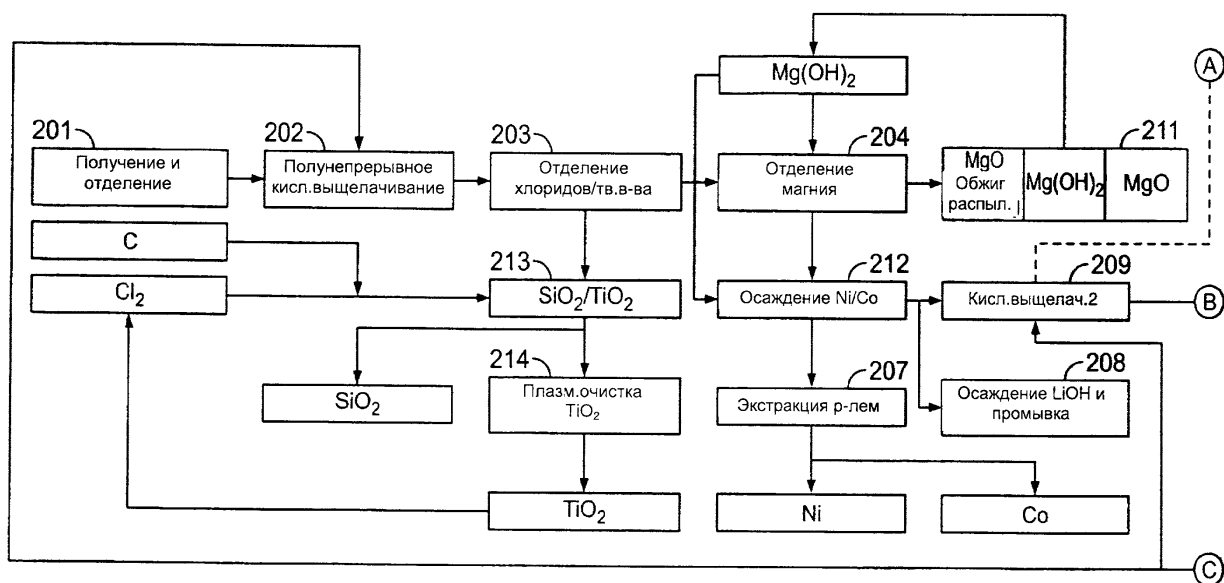 Mg(OH)₂
A
201
202
203
204
211
Получение и
отделение
Полунепрерывное
кисл.выщелачивание
Отделение
хлоридов/тв.в-ва
Отделение
магния
MgO
Обжиг
распыл.
Mg(OH)₂
MgO
C
213
212
209
Cl₂
SiO₂/TiO₂
Осаждение Ni/Co
Кисл.выщелач.2
B
214
207
208
SiO₂
Плазм.очистка
TiO₂
Экстракция р-лем
Осаждение LiOH и
промывка
TiO₂
Ni
Co
C